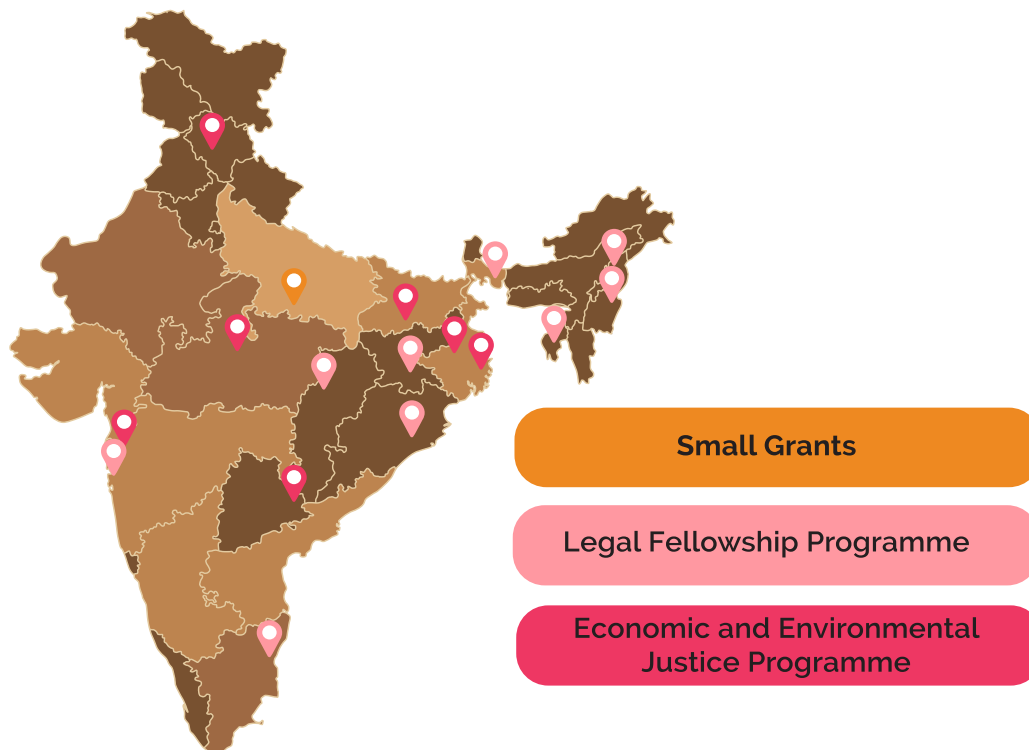 Small Grants
Legal Fellowship Programme
Economic and Environmental
Justice Programme